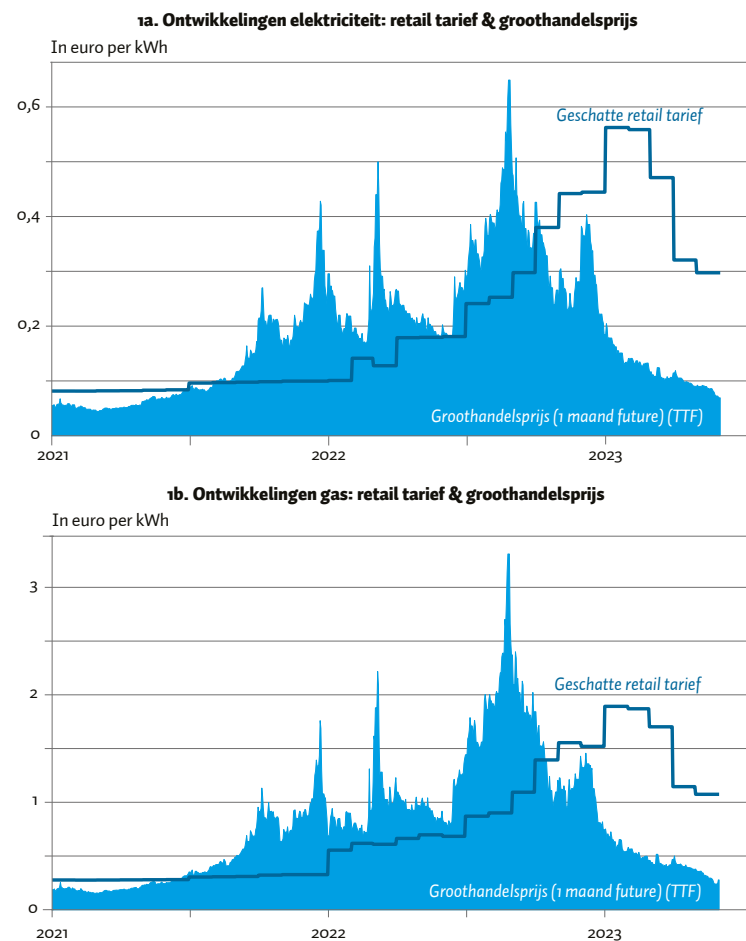 1a. Ontwikkelingen elektriciteit: retail tarief & groothandelsprijs
In euro per kWh
0,6
Geschatte retail tarief
0,4
0,2
Groothandelsprijs (1 maand future) (TTF)
0
2021 2022 2023
1b. Ontwikkelingen gas: retail tarief & groothandelsprijs
In euro per kWh
3
Geschatte retail tarief
2
1
Groothandelsprijs (1 maand future) (TTF)
0
2021 2022 2023